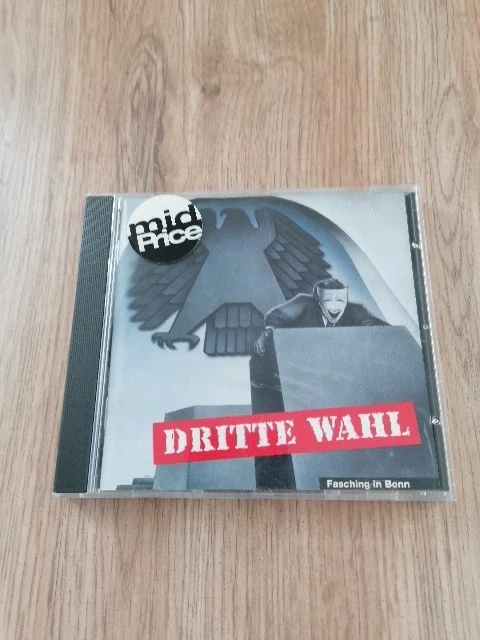 mid
Price
DRITTE WAHL
Fasching in Bonn